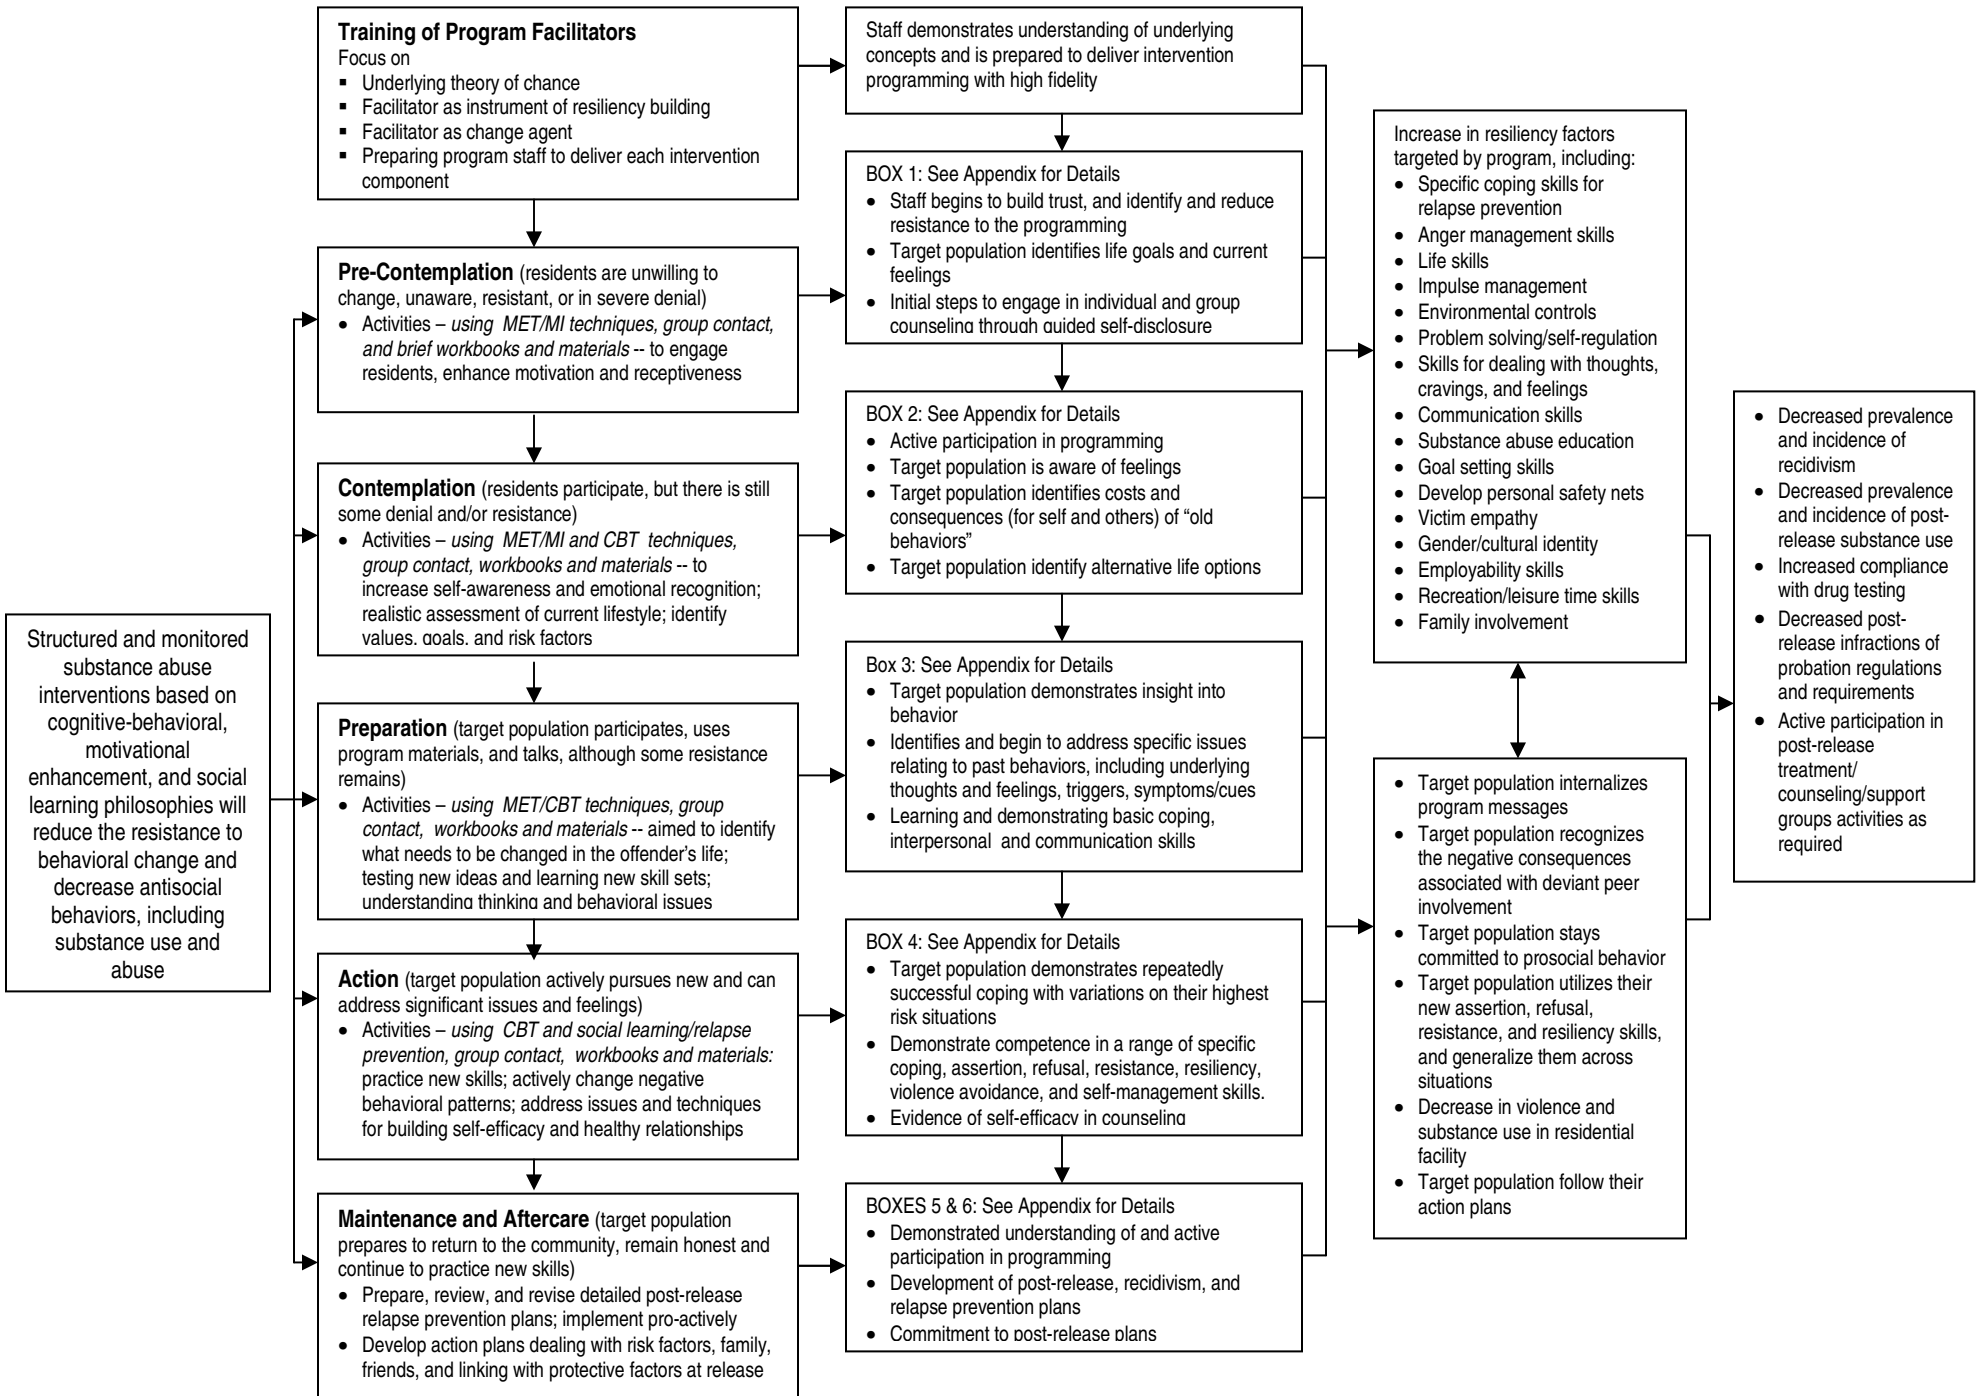 Structured and monitored
substance abuse
interventions based on
cognitive-behavioral,
motivational
enhancement, and social
learning philosophies will
reduce the resistance to
behavioral change and
decrease antisocial
behaviors, including
substance use and
abuse
Training of Program Facilitators
Focus on
▪ Underlying theory of chance
▪ Facilitator as instrument of resiliency building
▪ Facilitator as change agent
▪ Preparing program staff to deliver each intervention
component
Pre-Contemplation (residents are unwilling to
change, unaware, resistant, or in severe denial)
• Activities – using MET/MI techniques, group contact,
and brief workbooks and materials -- to engage
residents, enhance motivation and receptiveness
Contemplation (residents participate, but there is still
some denial and/or resistance)
• Activities – using MET/MI and CBT techniques,
group contact, workbooks and materials -- to
increase self-awareness and emotional recognition;
realistic assessment of current lifestyle; identify
values, goals, and risk factors
Preparation (target population participates, uses
program materials, and talks, although some resistance
remains)
• Activities – using MET/CBT techniques, group
contact, workbooks and materials -- aimed to identify
what needs to be changed in the offender's life;
testing new ideas and learning new skill sets;
understanding thinking and behavioral issues
Action (target population actively pursues new and can
address significant issues and feelings)
• Activities – using CBT and social learning/relapse
prevention, group contact, workbooks and materials:
practice new skills; actively change negative
behavioral patterns; address issues and techniques
for building self-efficacy and healthy relationships
Maintenance and Aftercare (target population
prepares to return to the community, remain honest and
continue to practice new skills)
• Prepare, review, and revise detailed post-release
relapse prevention plans; implement pro-actively
• Develop action plans dealing with risk factors, family,
friends, and linking with protective factors at release
Staff demonstrates understanding of underlying
concepts and is prepared to deliver intervention
programming with high fidelity
BOX 1: See Appendix for Details
• Staff begins to build trust, and identify and reduce
resistance to the programming
• Target population identifies life goals and current
feelings
• Initial steps to engage in individual and group
counseling through guided self-disclosure
BOX 2: See Appendix for Details
• Active participation in programming
• Target population is aware of feelings
• Target population identifies costs and
consequences (for self and others) of “old
behaviors”
• Target population identify alternative life options
Box 3: See Appendix for Details
• Target population demonstrates insight into
behavior
• Identifies and begin to address specific issues
relating to past behaviors, including underlying
thoughts and feelings, triggers, symptoms/cues
• Learning and demonstrating basic coping,
interpersonal and communication skills
BOX 4: See Appendix for Details
• Target population demonstrates repeatedly
successful coping with variations on their highest
risk situations
• Demonstrate competence in a range of specific
coping, assertion, refusal, resistance, resiliency,
violence avoidance, and self-management skills.
• Evidence of self-efficacy in counseling
BOXES 5 & 6: See Appendix for Details
• Demonstrated understanding of and active
participation in programming
• Development of post-release, recidivism, and
relapse prevention plans
• Commitment to post-release plans
Increase in resiliency factors
targeted by program, including:
• Specific coping skills for
relapse prevention
• Anger management skills
• Life skills
• Impulse management
• Environmental controls
• Problem solving/self-regulation
• Skills for dealing with thoughts,
cravings, and feelings
• Communication skills
• Substance abuse education
• Goal setting skills
• Develop personal safety nets
• Victim empathy
• Gender/cultural identity
• Employability skills
• Recreation/leisure time skills
• Family involvement
• Target population internalizes
program messages
• Target population recognizes
the negative consequences
associated with deviant peer
involvement
• Target population stays
committed to prosocial behavior
• Target population utilizes their
new assertion, refusal,
resistance, and resiliency skills,
and generalize them across
situations
• Decrease in violence and
substance use in residential
facility
• Target population follow their
action plans
• Decreased prevalence
and incidence of
recidivism
• Decreased prevalence
and incidence of post-
release substance use
• Increased compliance
with drug testing
• Decreased post-
release infractions of
probation regulations
and requirements
• Active participation in
post-release
treatment/
counseling/support
groups activities as
required